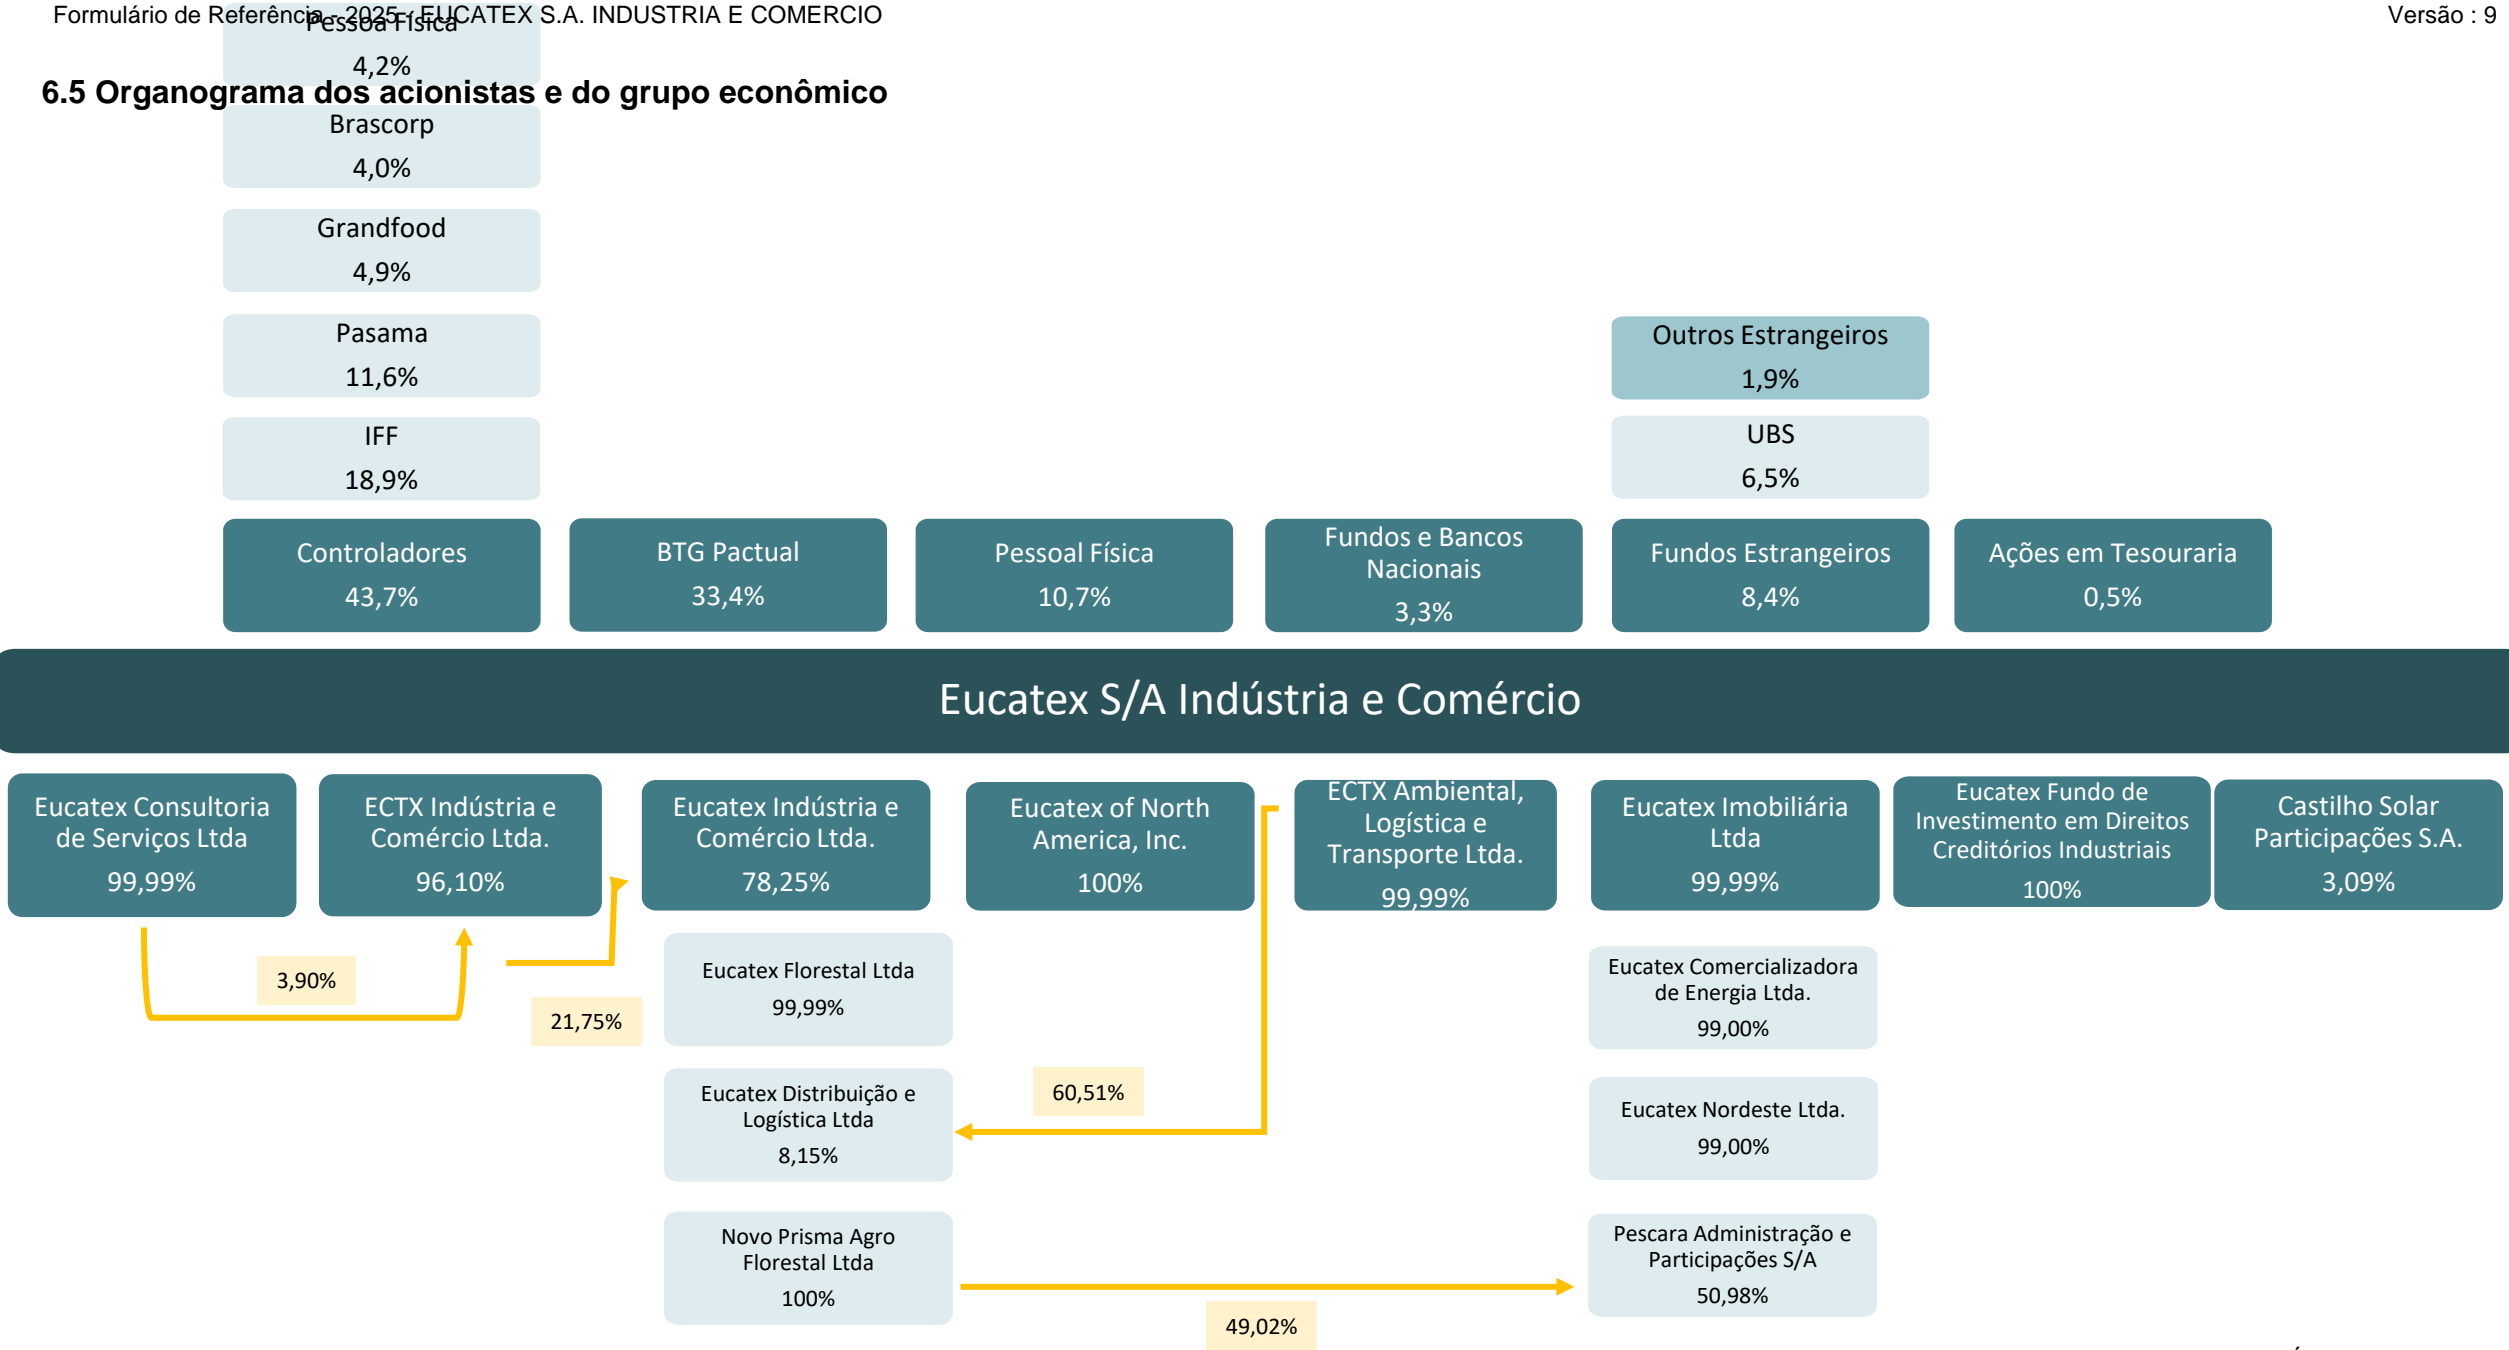 Formulário de Referência - 2025 - EUCATEX S.A. INDUSTRIA E COMERCIO
Versão : 9
Pessoa Física
4,2%
6.5 Organograma dos acionistas e do grupo econômico
Brascorp
4,0%
Grandfood
4,9%
Pasama
11,6%
IFF
18,9%
Outros Estrangeiros
1,9%
UBS
6,5%
Controladores
43,7%
BTG Pactual
33,4%
Pessoal Física
10,7%
Fundos e Bancos
Nacionais
3,3%
Fundos Estrangeiros
8,4%
Ações em Tesouraria
0,5%
Eucatex S/A Indústria e Comércio
Eucatex Consultoria
de Serviços Ltda
99,99%
ECTX Indústria e
Comércio Ltda.
96,10%
Eucatex Indústria e
Comércio Ltda.
78,25%
Eucatex of North
America, Inc.
100%
ECTX Ambiental,
Logística e
Transporte Ltda.
99,99%
Eucatex Imobiliária
Ltda
99,99%
Eucatex Fundo de
Investimento em Direitos
Creditórios Industriais
100%
Castilho Solar
Participações S.A.
3,09%
3,90%
21,75%
Eucatex Florestal Ltda
99,99%
Eucatex Distribuição e
Logística Ltda
8,15%
Novo Prisma Agro
Florestal Ltda
100%
60,51%
49,02%
Eucatex Comercializadora
de Energia Ltda.
99,00%
Eucatex Nordeste Ltda.
99,00%
Pescara Administração e
Participações S/A
50,98%